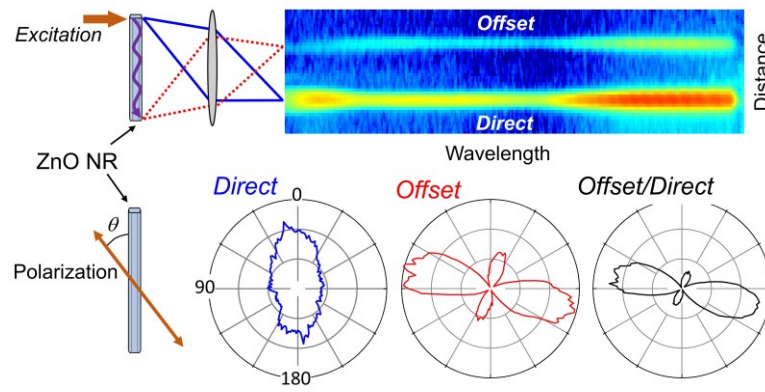 Excitation
Offset
Distance
Direct
Wavelength
ZnO NR
Direct
Offset
Offset/Direct
0
θ
Polarization
90
180